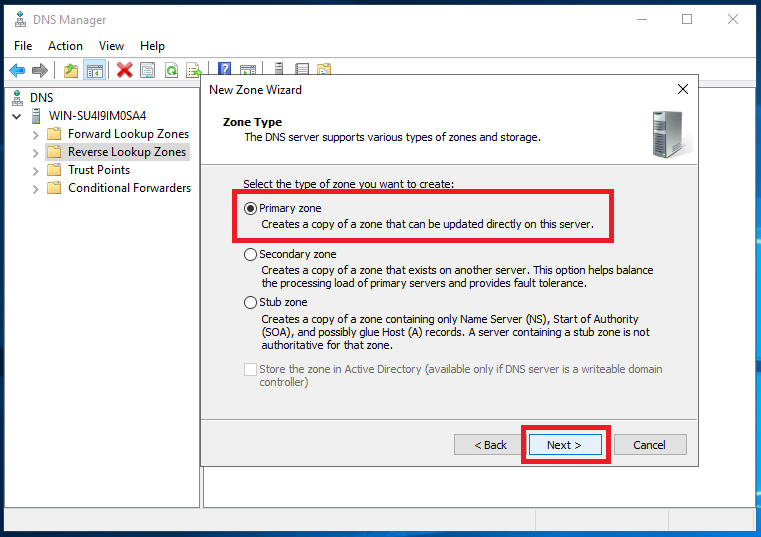 DNS Manager
File Action View Help
DNS
WIN-SU4I9IM0SA4
Forward Lookup Zones
Reverse Lookup Zones
Trust Points
Conditional Forwarders
New Zone Wizard
Zone Type
The DNS server supports various types of zones and storage.
Select the type of zone you want to create:
Primary zone
Creates a copy of a zone that can be updated directly on this server.
Secondary zone
Creates a copy of a zone that exists on another server. This option helps balance
the processing load of primary servers and provides fault tolerance.
Stub zone
Creates a copy of a zone containing only Name Server (NS), Start of Authority
(SOA), and possibly glue Host (A) records. A server containing a stub zone is not
authoritative for that zone.
Store the zone in Active Directory (available only if DNS server is a writeable domain
controller)
< Back Next > Cancel